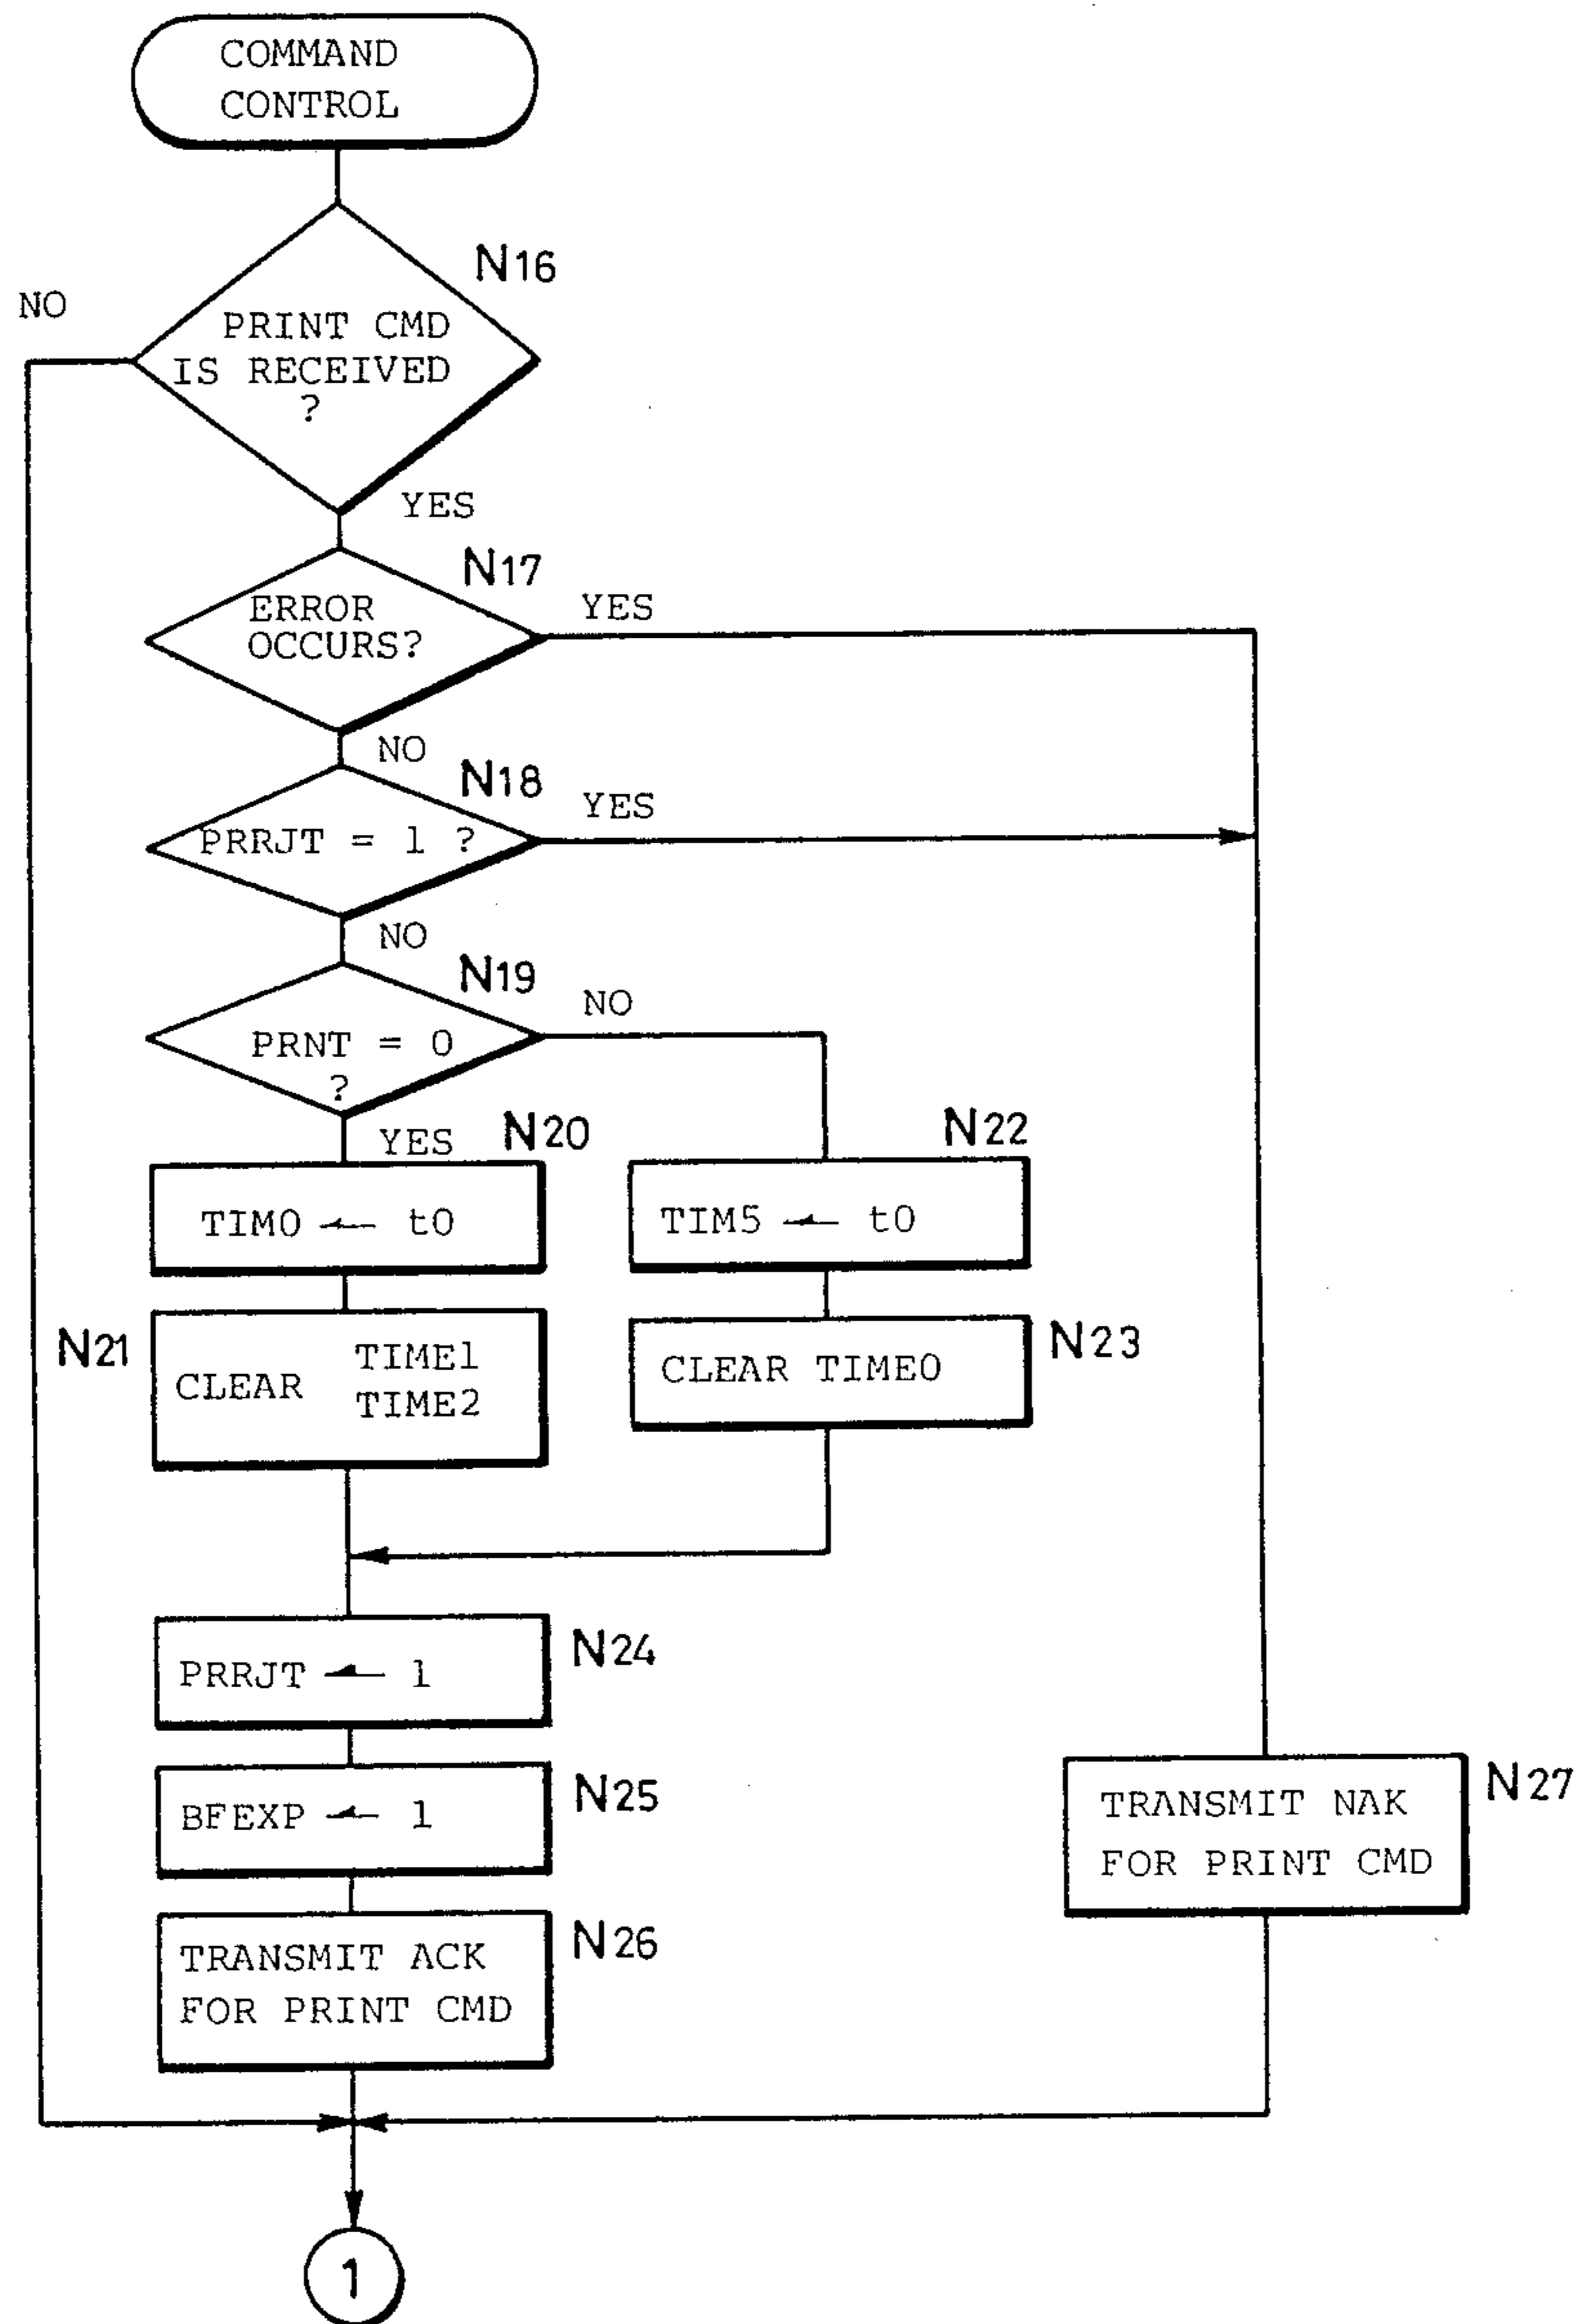 COMMAND
CONTROL
N16
NO
PRINT CMD
IS RECEIVED
?
YES
N17
ERROR
OCCURS?
YES
NO
N18
PRRJT = 1 ?
YES
NO
N19
PRNT = 0
?
NO
YES
N20
TIM0 ← t0
N22
TIM5 ← t0
N21
CLEAR TIME1
TIME2
N23
CLEAR TIME0
N24
PRRJT ← 1
N25
BFEXP ← 1
N26
TRANSMIT ACK
FOR PRINT CMD
N27
TRANSMIT NAK
FOR PRINT CMD
1